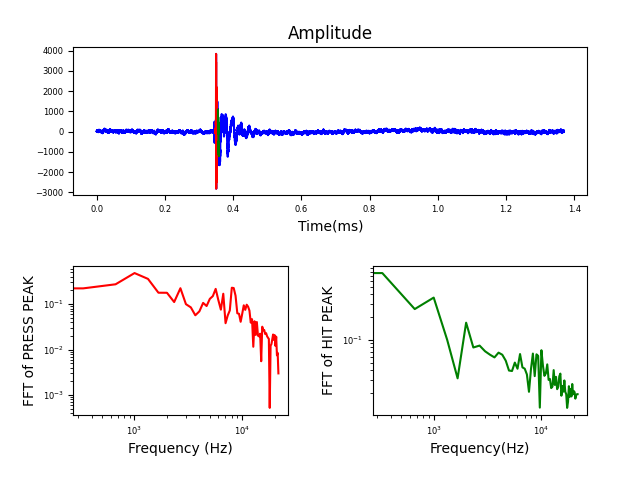 Amplitude
4000
3000
2000
1000
0
−1000
−2000
−3000
0.0 0.2 0.4 0.6 0.8 1.0 1.2 1.4
Time(ms)
FFT of PRESS PEAK
10⁻¹
10⁻²
10⁻³
10³ 10⁴
Frequency (Hz)
FFT of HIT PEAK
10⁻¹
10³ 10⁴
Frequency(Hz)